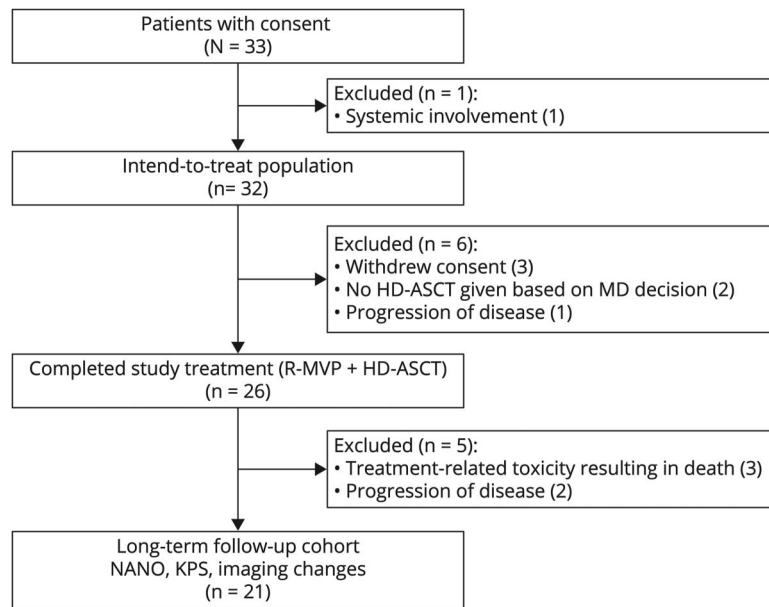 Patients with consent
(N = 33)
Excluded (n = 1):
• Systemic involvement (1)
Intend-to-treat population
(n= 32)
Excluded (n = 6):
• Withdrew consent (3)
• No HD-ASCT given based on MD decision (2)
• Progression of disease (1)
Completed study treatment (R-MVP + HD-ASCT)
(n = 26)
Excluded (n = 5):
• Treatment-related toxicity resulting in death (3)
• Progression of disease (2)
Long-term follow-up cohort
NANO, KPS, imaging changes
(n = 21)